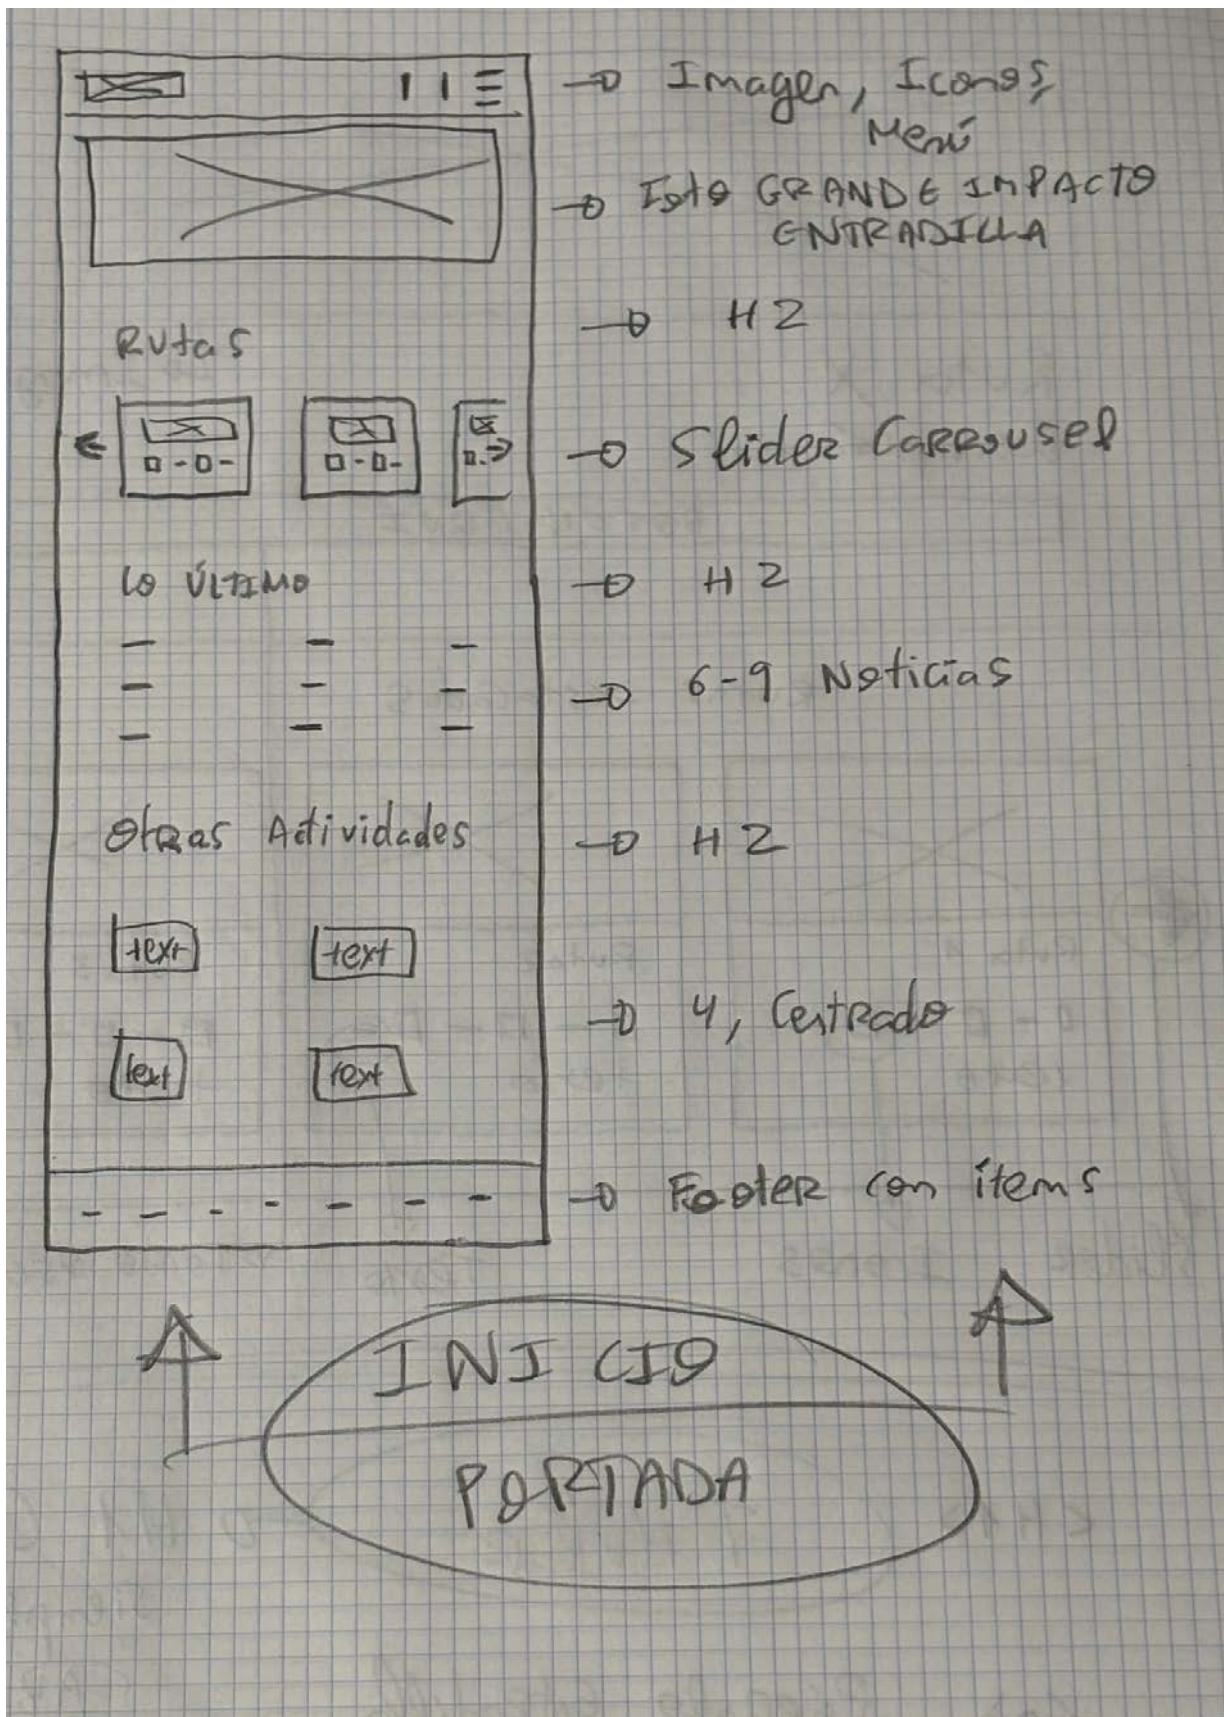 Imagen, Iconos,
Menú
Foto GRANDE IMPACTO
ENTRADILLA
H2
Rutas
Slider Carrousel
Lo ÚLTIMO
H2
6-9 Noticias
Otras Actividades
H2
text text
4, Centrado
text text
Footer con ítems
INICIO
PORTADA